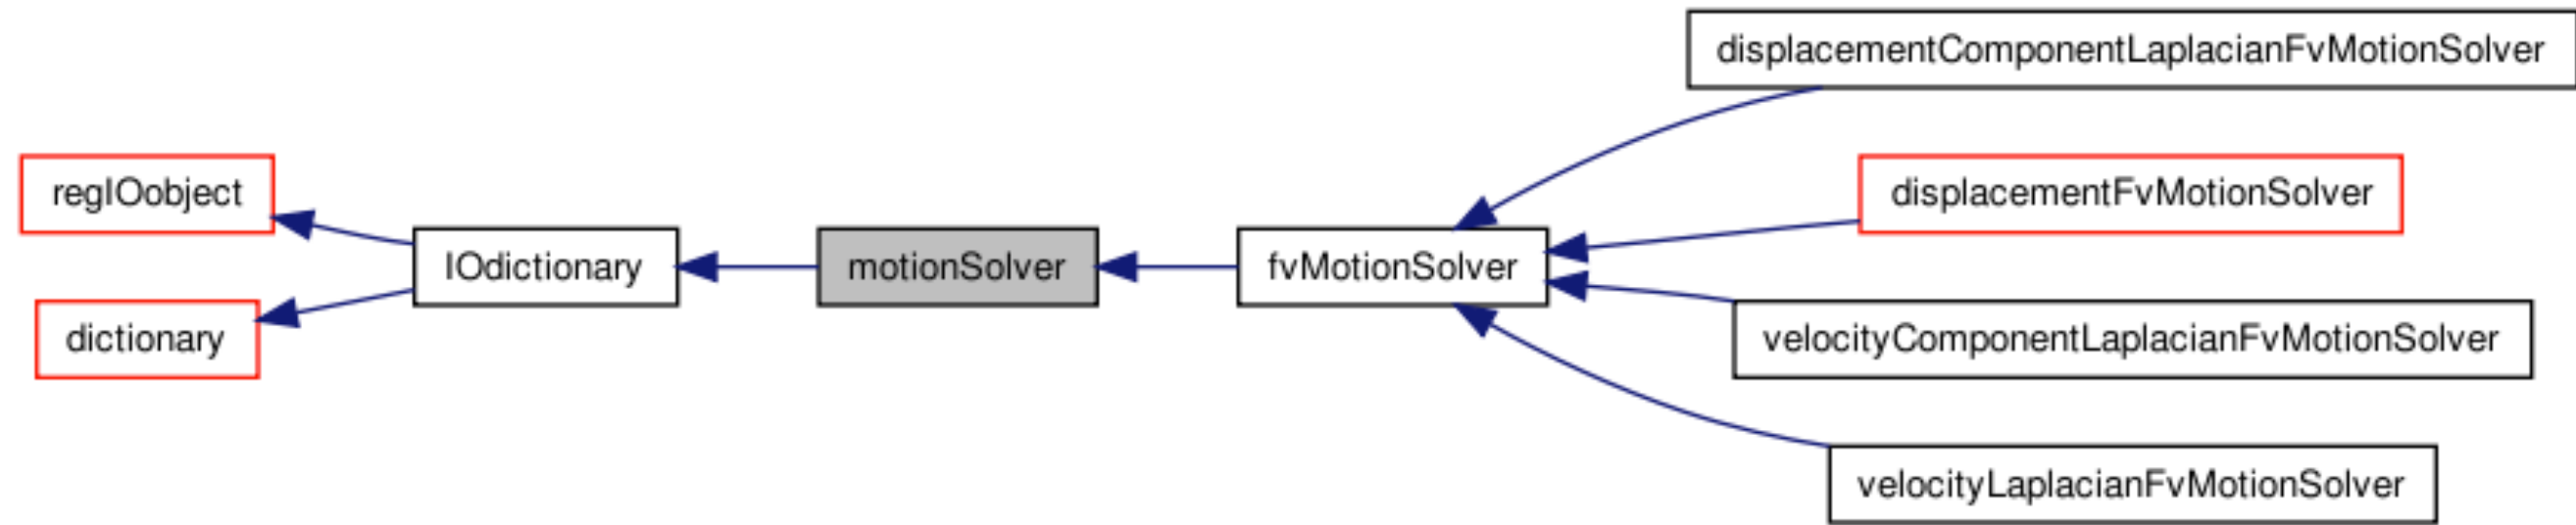 displacementComponentLaplacianFvMotionSolver
regIOobject
displacementFvMotionSolver
IOdictionary
motionSolver
fvMotionSolver
dictionary
velocityComponentLaplacianFvMotionSolver
velocityLaplacianFvMotionSolver